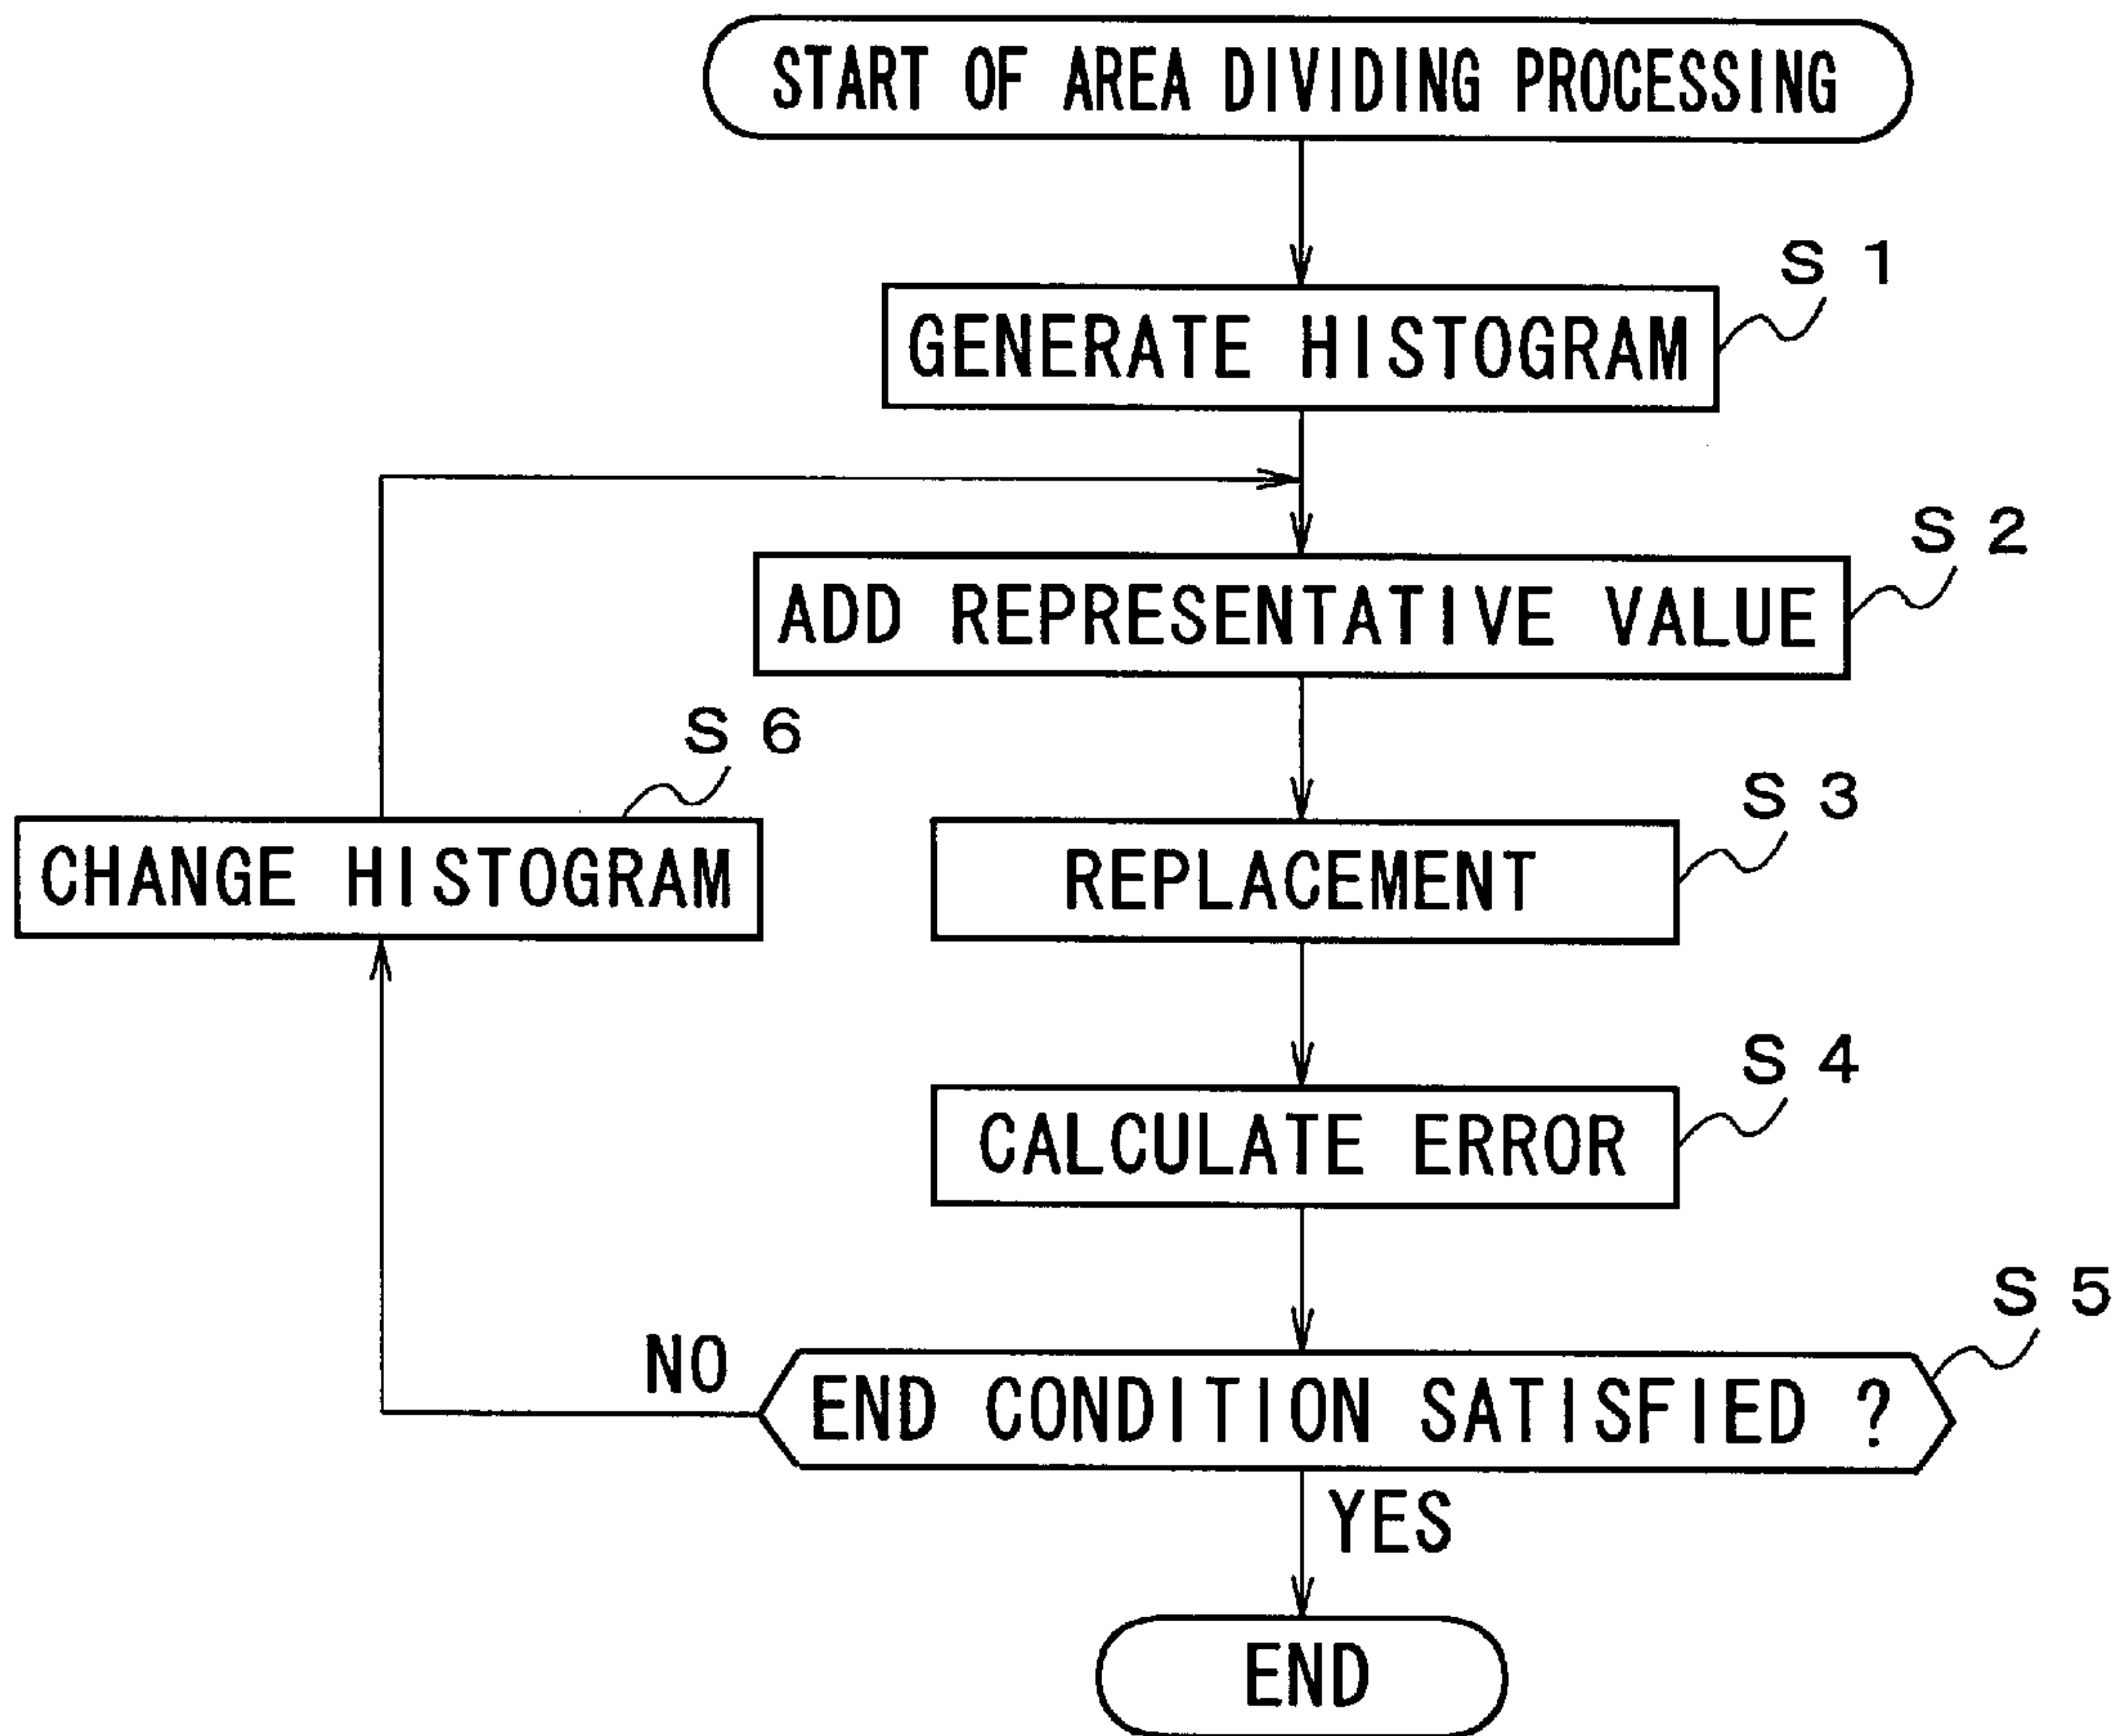 START OF AREA DIVIDING PROCESSING
S 1
GENERATE HISTOGRAM
S 2
ADD REPRESENTATIVE VALUE
S 6
CHANGE HISTOGRAM
S 3
REPLACEMENT
S 4
CALCULATE ERROR
S 5
NO
END CONDITION SATISFIED ?
YES
END